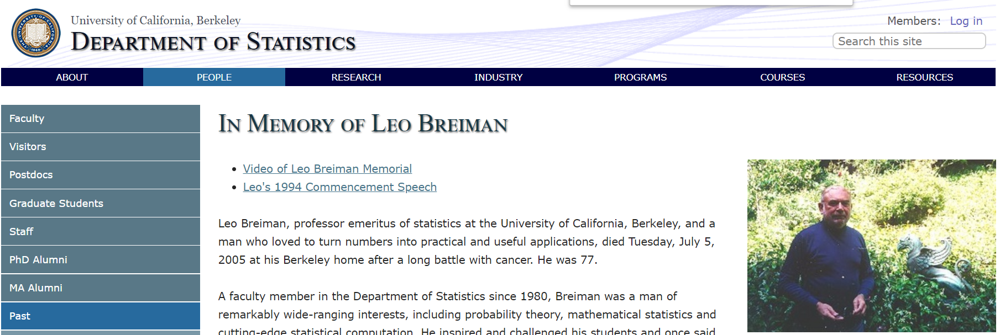 University of California, Berkeley
Department of Statistics
Members: Log in
Search this site
ABOUT PEOPLE RESEARCH INDUSTRY PROGRAMS COURSES RESOURCES
Faculty
Visitors
Postdocs
Graduate Students
Staff
PhD Alumni
MA Alumni
Past
In Memory of Leo Breiman
Video of Leo Breiman Memorial
Leo's 1994 Commencement Speech
Leo Breiman, professor emeritus of statistics at the University of California, Berkeley, and a
man who loved to turn numbers into practical and useful applications, died Tuesday, July 5,
2005 at his Berkeley home after a long battle with cancer. He was 77.
A faculty member in the Department of Statistics since 1980, Breiman was a man of
remarkably wide-ranging interests, including probability theory, mathematical statistics and
cutting-edge statistical computation. He inspired and challenged his students and once said